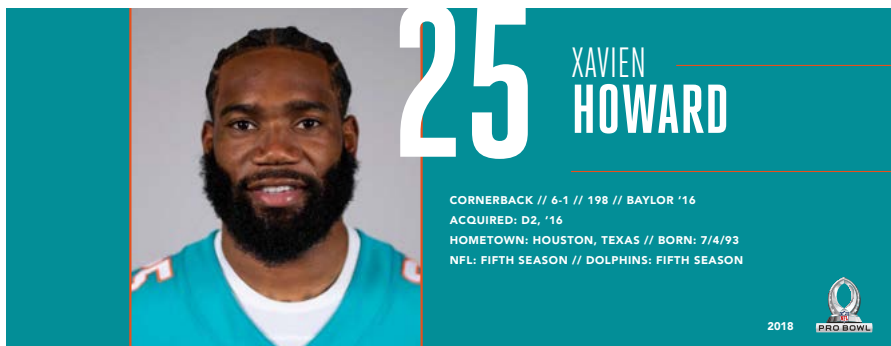 25
XAVIEN
HOWARD
CORNERBACK // 6-1 // 198 // BAYLOR ’16
ACQUIRED: D2, ‘16
HOMETOWN: HOUSTON, TEXAS // BORN: 7/4/93
NFL: FIFTH SEASON // DOLPHINS: FIFTH SEASON
2018
NFL
PRO BOWL